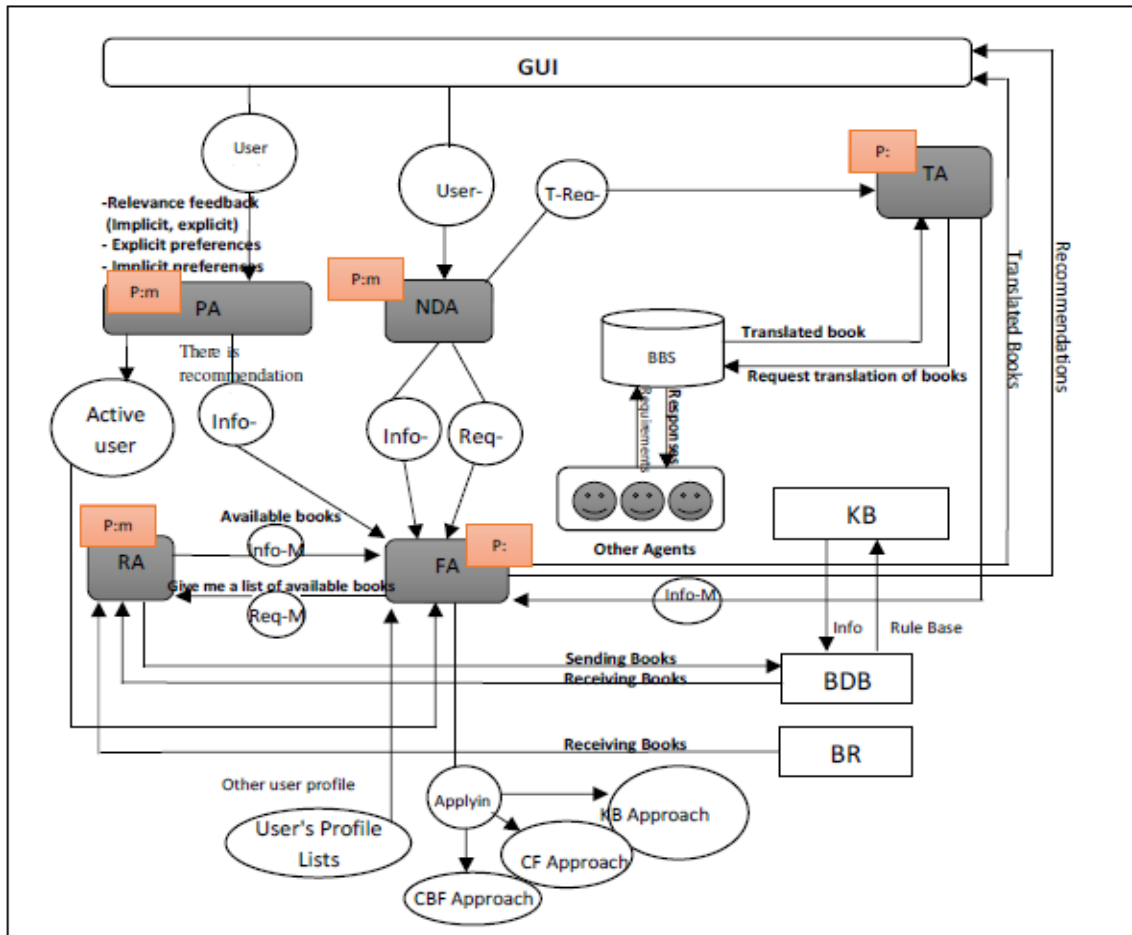 GUI
User
User-
T-Req-
P:
TA
-Relevance feedback
(Implicit, explicit)
- Explicit preferences
- Implicit preferences
P:m
PA
P:m
NDA
Translated Books
Recommendations
There is
recommendation
BBS
Translated book
Request translation of books
Active
user
Info-
Info-
Req-
Requirements
Responses
Other Agents
KB
P:m
RA
Available books
Info-M
P:
FA
Give me a list of available books
Req-M
Info-M
Info
Rule Base
Sending Books
Receiving Books
BDB
Receiving Books
BR
Other user profile
User's Profile
Lists
Applyin
KB Approach
CF Approach
CBF Approach